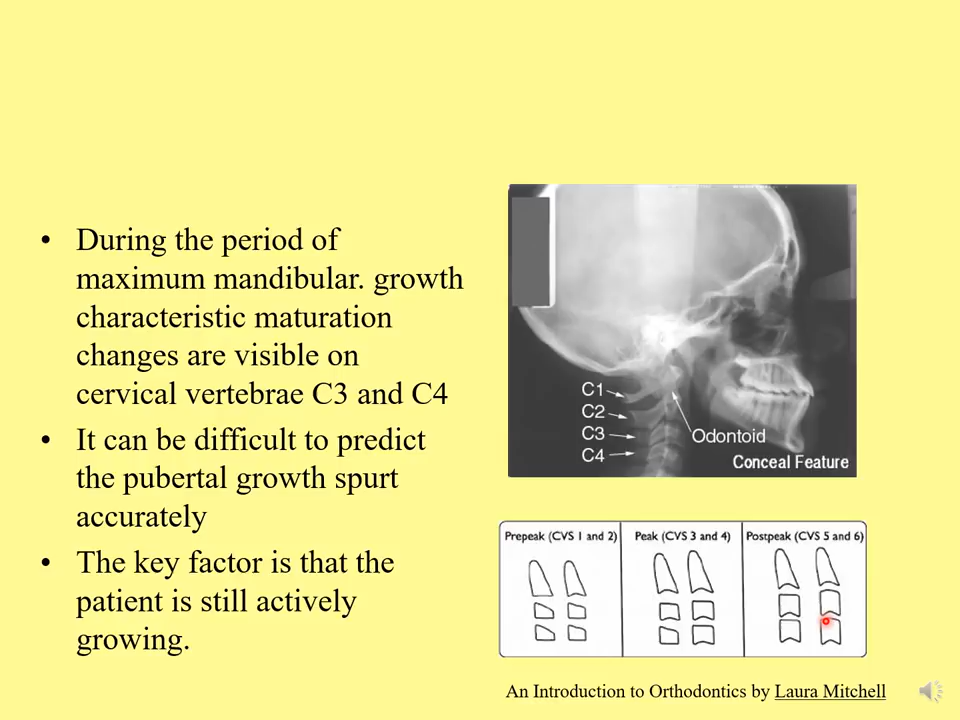 • During the period of
maximum mandibular. growth
characteristic maturation
changes are visible on
cervical vertebrae C3 and C4
• It can be difficult to predict
the pubertal growth spurt
accurately
• The key factor is that the
patient is still actively
growing.
C1
C2
C3
C4
Odontoid
Conceal Feature
Prepeak (CVS 1 and 2)
Peak (CVS 3 and 4)
Postpeak (CVS 5 and 6)
An Introduction to Orthodontics by Laura Mitchell